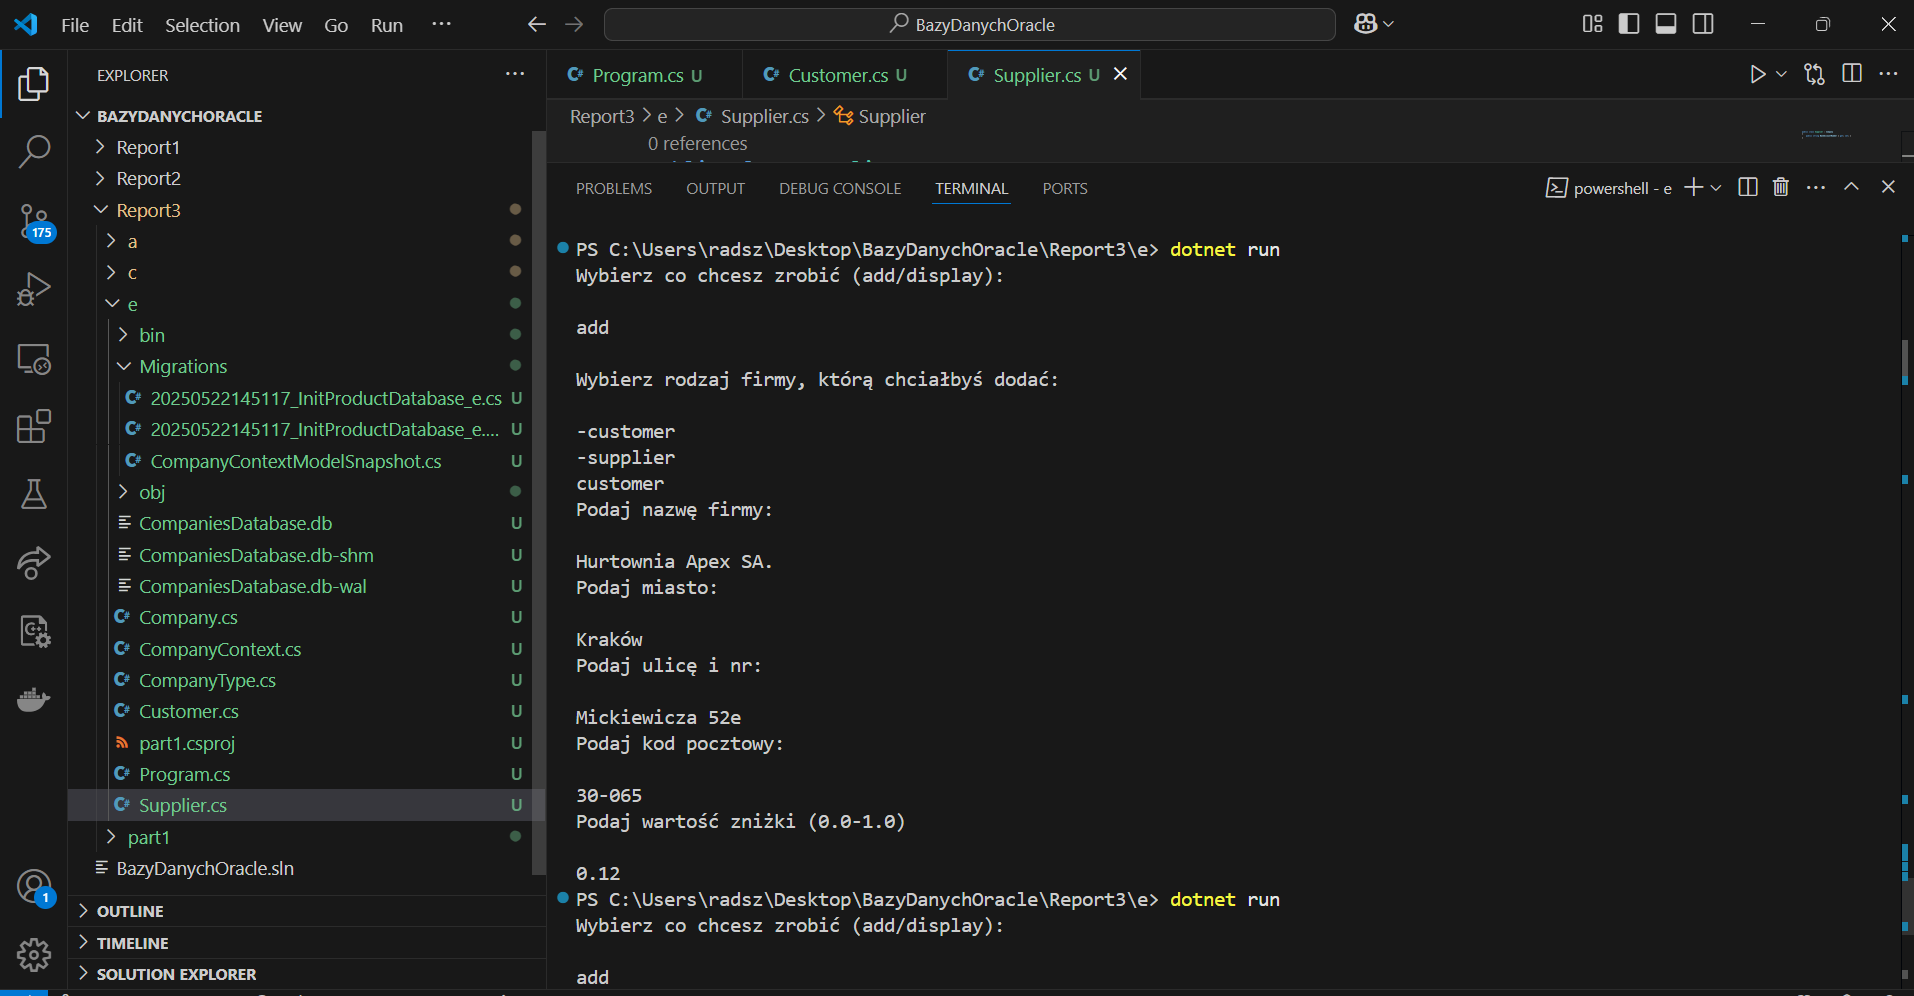 File Edit Selection View Go Run ···
BazyDanychOracle
EXPLORER
BAZYDANYCHORACLE
Report1
Report2
Report3
a
c
e
bin
Migrations
20250522145117_InitProductDatabase_e.cs U
20250522145117_InitProductDatabase_e.... U
CompanyContextModelSnapshot.cs U
obj
CompaniesDatabase.db U
CompaniesDatabase.db-shm U
CompaniesDatabase.db-wal U
Company.cs U
CompanyContext.cs U
CompanyType.cs U
Customer.cs U
part1.csproj U
Program.cs U
Supplier.cs U
part1
BazyDanychOracle.sln
OUTLINE
TIMELINE
SOLUTION EXPLORER
175
1
Program.cs U Customer.cs U Supplier.cs U
Report3 > e > Supplier.cs > Supplier
0 references
PROBLEMS OUTPUT DEBUG CONSOLE TERMINAL PORTS
powershell - e
PS C:\Users\radsz\Desktop\BazyDanychOracle\Report3\e> dotnet run
Wybierz co chcesz zrobić (add/display):
add
Wybierz rodzaj firmy, którą chciałbyś dodać:
-customer
-supplier
customer
Podaj nazwę firmy:
Hurtownia Apex SA.
Podaj miasto:
Kraków
Podaj ulicę i nr:
Mickiewicza 52e
Podaj kod pocztowy:
30-065
Podaj wartość zniżki (0.0-1.0)
0.12
PS C:\Users\radsz\Desktop\BazyDanychOracle\Report3\e> dotnet run
Wybierz co chcesz zrobić (add/display):
add